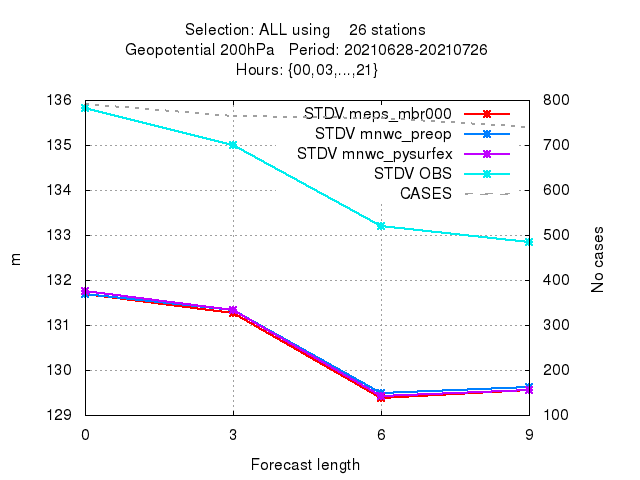 Selection: ALL using    26 stations
Geopotential 200hPa   Period: 20210628-20210726
Hours: {00,03,...,21}
136 800
STDV meps_mbr000
STDV mnwc_preop
135 700
STDV mnwc_pysurfex
STDV OBS
134 600
CASES
133 500
m No cases
132 400
131 300
130 200
129 100
0 3 6 9
Forecast length